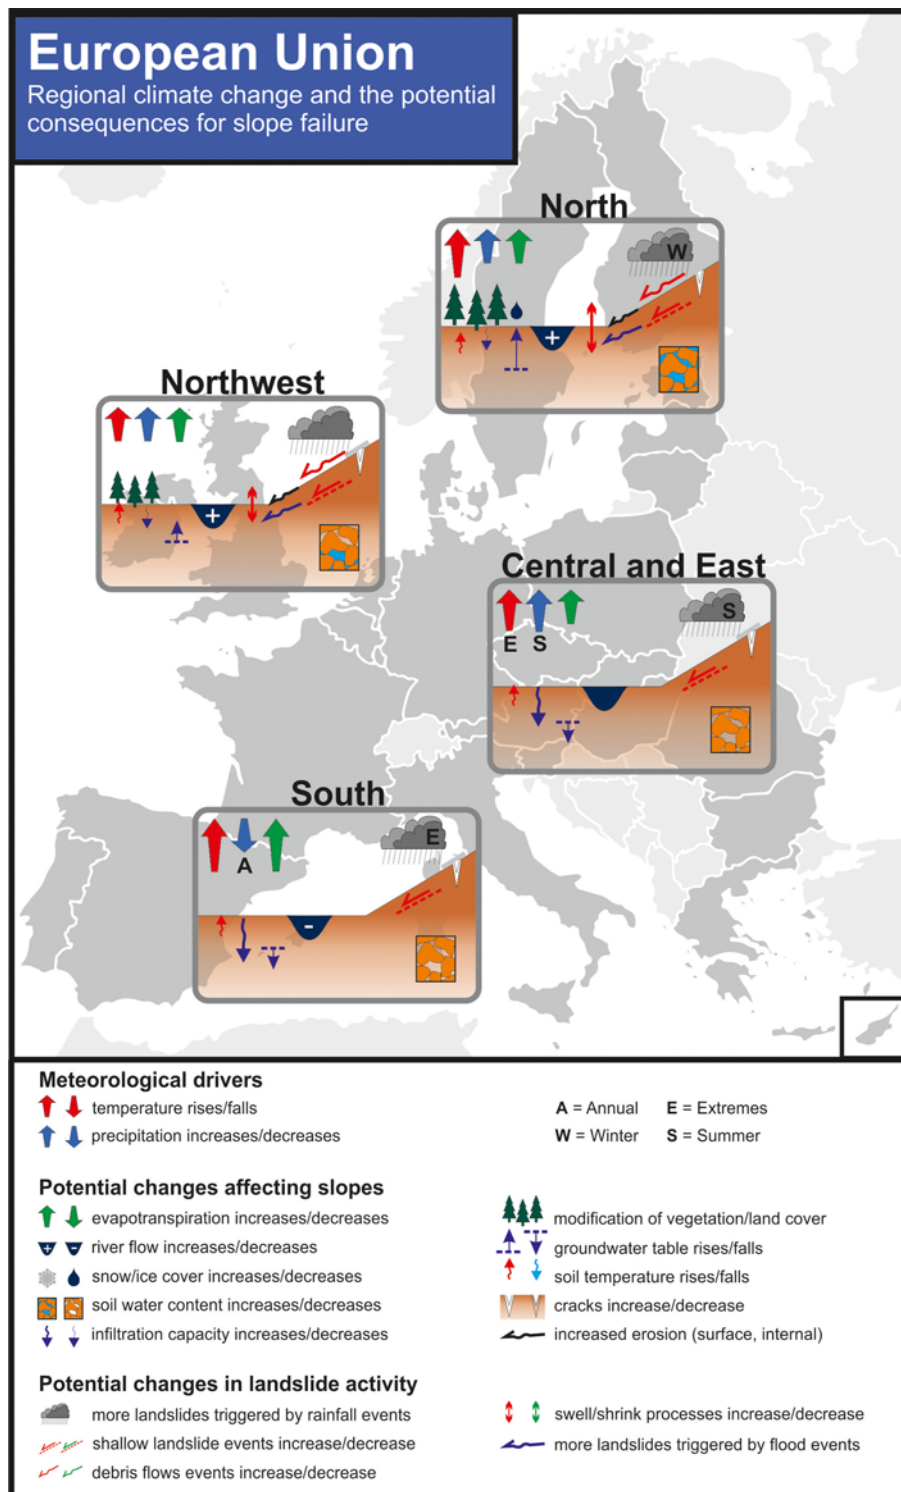 European Union
Regional climate change and the potential
consequences for slope failure
North
W
+
Northwest
+
Central and East
E S
S
South
A
E
-
Meteorological drivers
temperature rises/falls
precipitation increases/decreases
A = Annual E = Extremes
W = Winter S = Summer
Potential changes affecting slopes
evapotranspiration increases/decreases
+ - river flow increases/decreases
snow/ice cover increases/decreases
soil water content increases/decreases
infiltration capacity increases/decreases
modification of vegetation/land cover
groundwater table rises/falls
soil temperature rises/falls
cracks increase/decrease
increased erosion (surface, internal)
Potential changes in landslide activity
more landslides triggered by rainfall events
shallow landslide events increase/decrease
debris flows events increase/decrease
swell/shrink processes increase/decrease
more landslides triggered by flood events